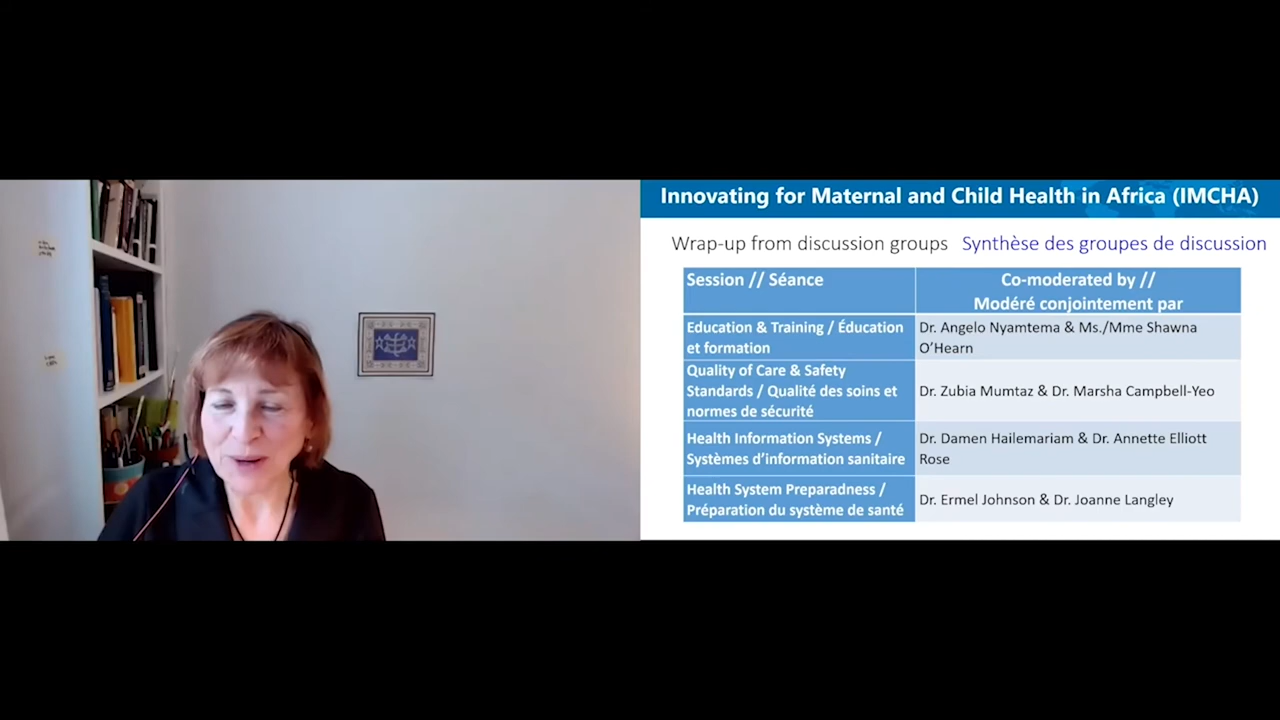 Innovating for Maternal and Child Health in Africa (IMCHA)
Wrap-up from discussion groups Synthèse des groupes de discussion
Session // Séance
Co-moderated by //
Modéré conjointement par
Education & Training / Éducation
et formation
Dr. Angelo Nyamtema & Ms./Mme Shawna
O'Hearn
Quality of Care & Safety
Standards / Qualité des soins et
normes de sécurité
Dr. Zubia Mumtaz & Dr. Marsha Campbell-Yeo
Health Information Systems /
Systèmes d'information sanitaire
Dr. Damen Hailemariam & Dr. Annette Elliott
Rose
Health System Preparadness /
Préparation du système de santé
Dr. Ermel Johnson & Dr. Joanne Langley